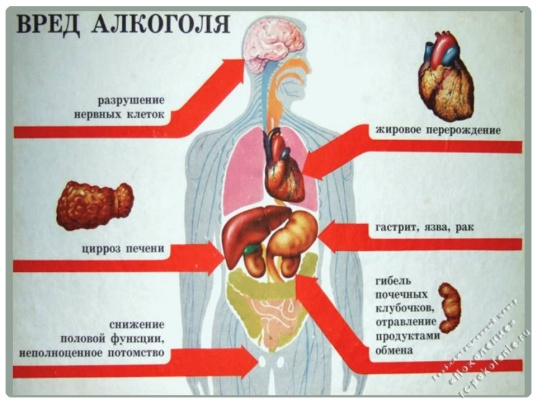 ВРЕД АЛКОГОЛЯ
разрушение
нервных клеток
жировое перерождение
цирроз печени
гастрит, язва, рак
гибель
почечных
клубочков,
отравление
продуктами
обмена
снижение
половой функции,
неполноценное потомство